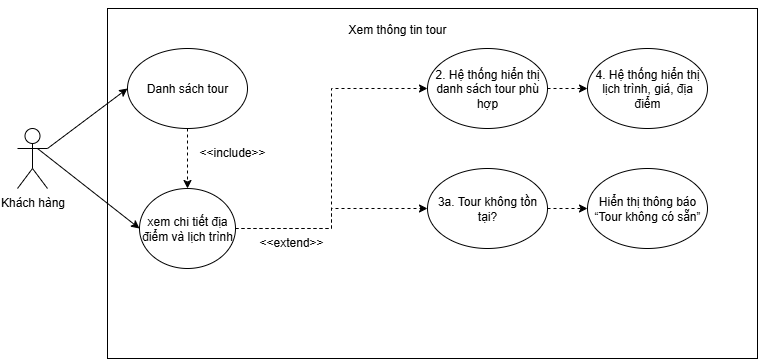 Xem thông tin tour
Danh sách tour
2. Hệ thống hiển thị
danh sách tour phù
hợp
4. Hệ thống hiển thị
lịch trình, giá, địa
điểm
<<include>>
Khách hàng
xem chi tiết địa
điểm và lịch trình
<<extend>>
3a. Tour không tồn
tại?
Hiển thị thông báo
“Tour không có sẵn”